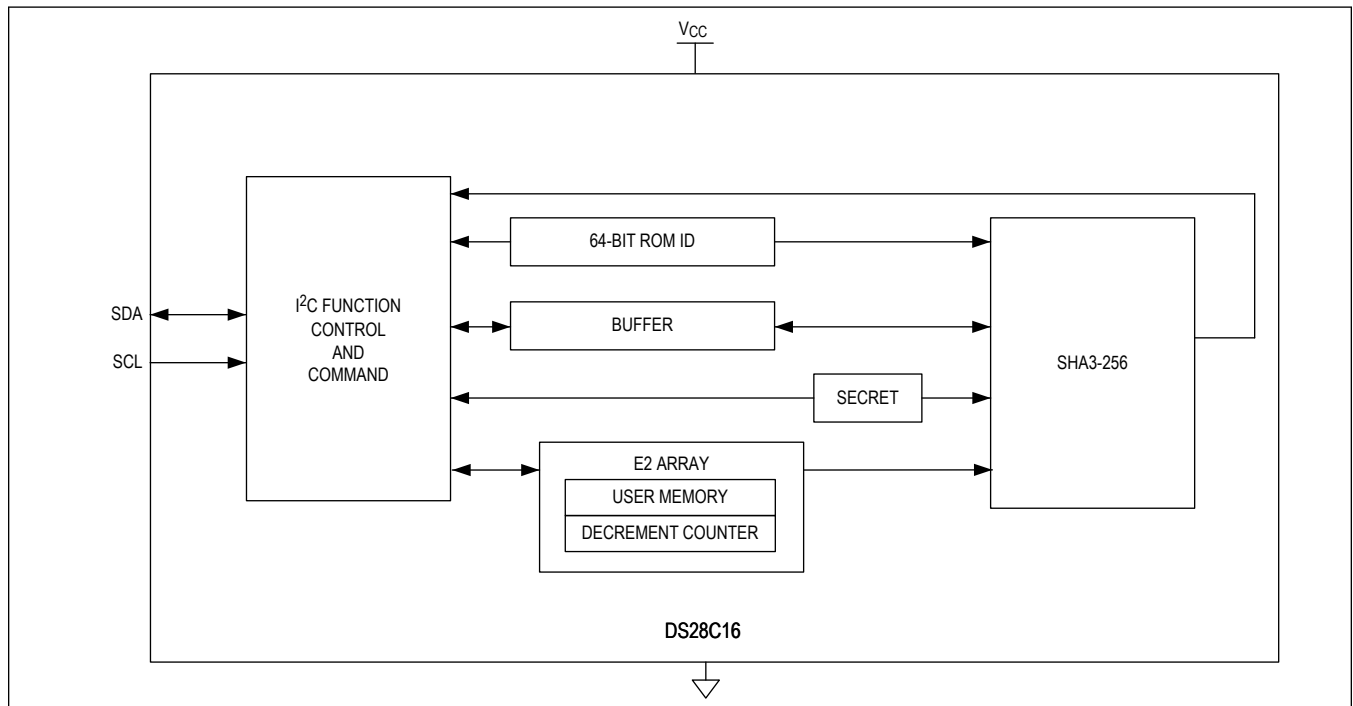 VCC
64-BIT ROM ID
I2C FUNCTION
CONTROL
AND
COMMAND
SDA
SCL
BUFFER
SHA3-256
SECRET
E2 ARRAY
USER MEMORY
DECREMENT COUNTER
DS28C16